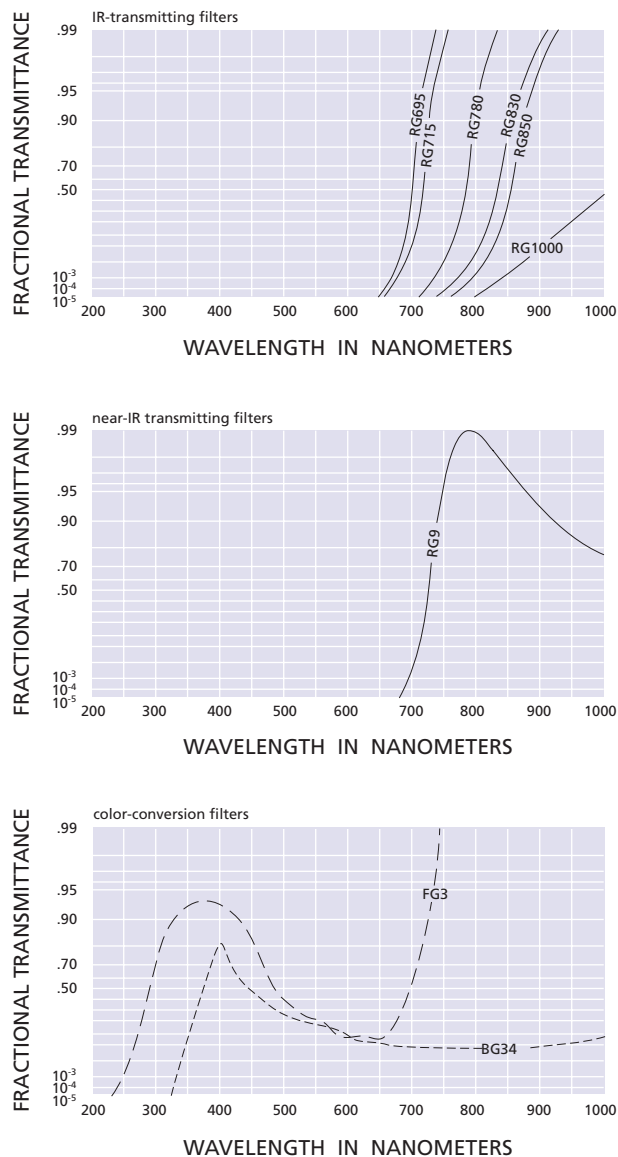 IR-transmitting filters
FRACTIONAL TRANSMITTANCE
.99
.95
.90
.70
.50
10-3
10-4
10-5
RG695
RG715
RG780
RG830
RG850
RG1000
200 300 400 500 600 700 800 900 1000
WAVELENGTH IN NANOMETERS
near-IR transmitting filters
FRACTIONAL TRANSMITTANCE
.99
.95
.90
.70
.50
10-3
10-4
10-5
RG9
200 300 400 500 600 700 800 900 1000
WAVELENGTH IN NANOMETERS
color-conversion filters
FRACTIONAL TRANSMITTANCE
.99
.95
.90
.70
.50
10-3
10-4
10-5
FG3
BG34
200 300 400 500 600 700 800 900 1000
WAVELENGTH IN NANOMETERS